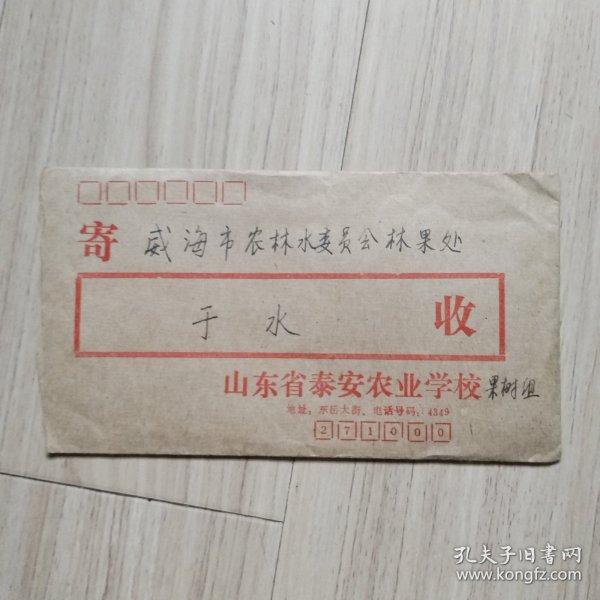 寄 威海市农林水委员会林果处
于水 收
山东省泰安农业学校果树组
地址：东岳大街。电话号码：4349
271000
孔夫子旧书网
www.kongfz.com